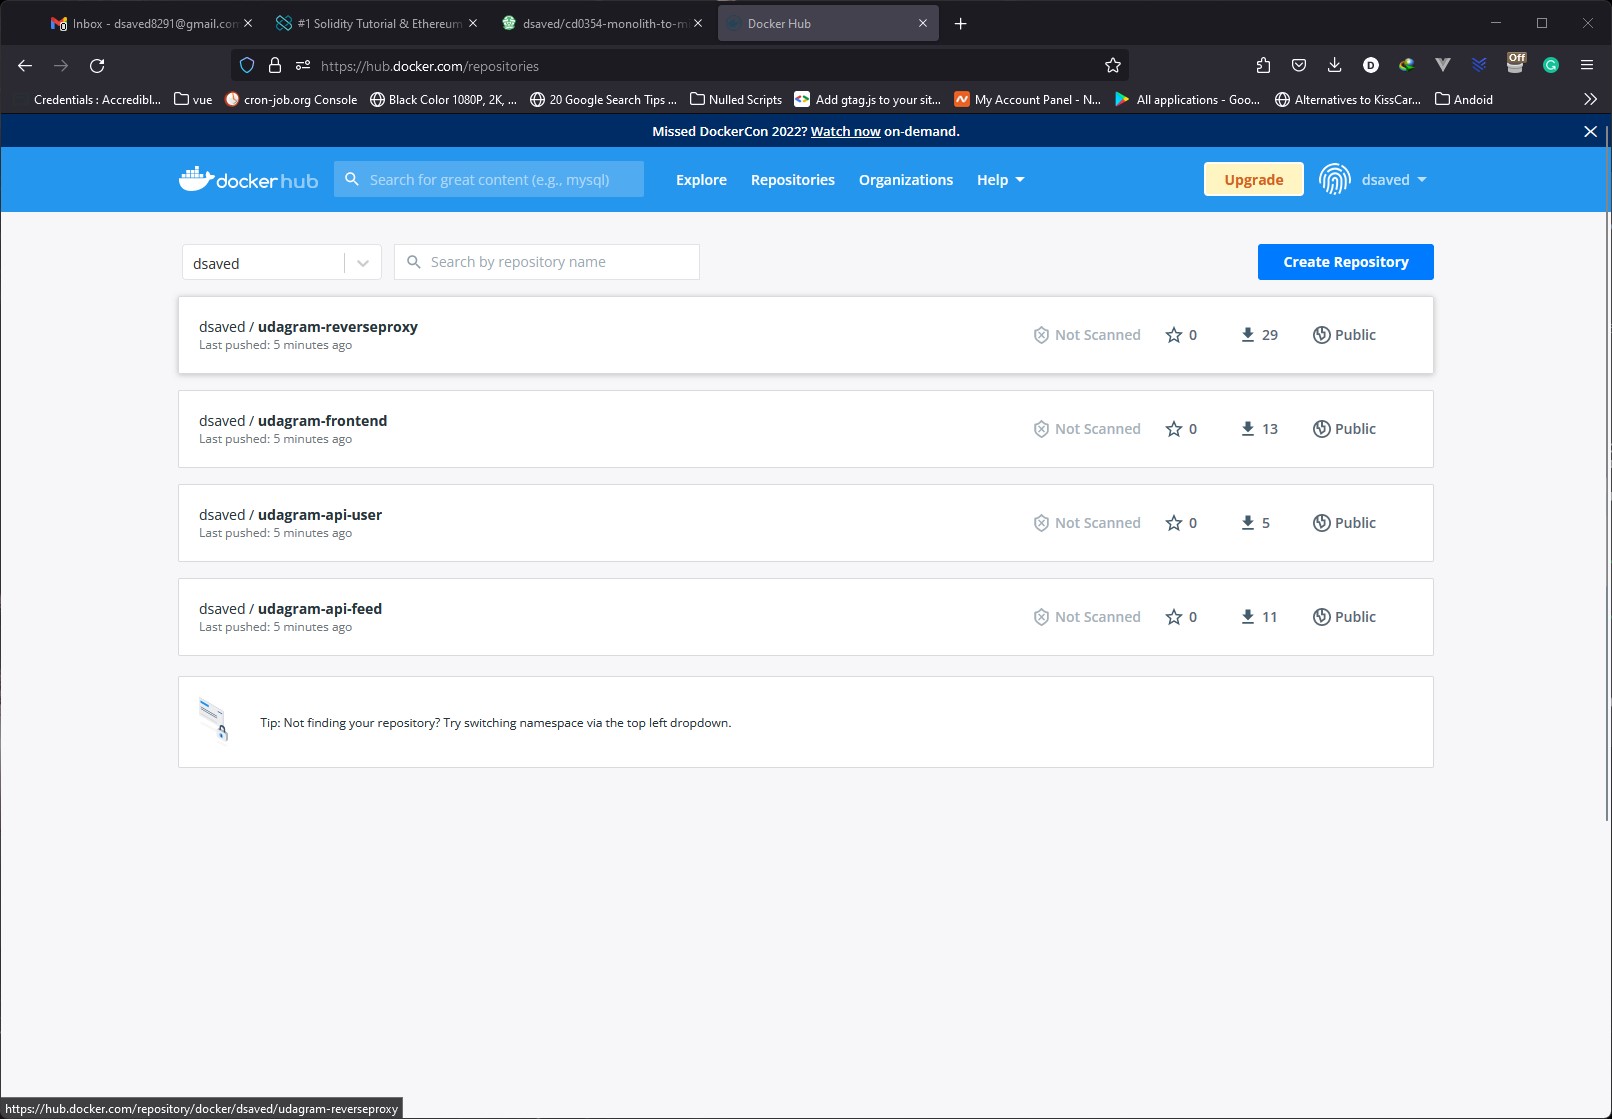 Inbox - dsaved8291@gmail.con
#1 Solidity Tutorial & Ethereum
dsaved/cd0354-monolith-to-mi
Docker Hub
https://hub.docker.com/repositories
Off
Credentials : Accredibl...
vue
cron-job.org Console
Black Color 1080P, 2K, ...
20 Google Search Tips ...
Nulled Scripts
Add gtag.js to your sit...
My Account Panel - N...
All applications - Goo...
Alternatives to KissCar...
Andoid
Missed DockerCon 2022? Watch now on-demand.
docker hub
Search for great content (e.g., mysql)
Explore
Repositories
Organizations
Help
Upgrade
dsaved
dsaved
Search by repository name
Create Repository
dsaved / udagram-reverseproxy
Last pushed: 5 minutes ago
Not Scanned
0
29
Public
dsaved / udagram-frontend
Last pushed: 5 minutes ago
Not Scanned
0
13
Public
dsaved / udagram-api-user
Last pushed: 5 minutes ago
Not Scanned
0
5
Public
dsaved / udagram-api-feed
Last pushed: 5 minutes ago
Not Scanned
0
11
Public
Tip: Not finding your repository? Try switching namespace via the top left dropdown.
https://hub.docker.com/repository/docker/dsaved/udagram-reverseproxy